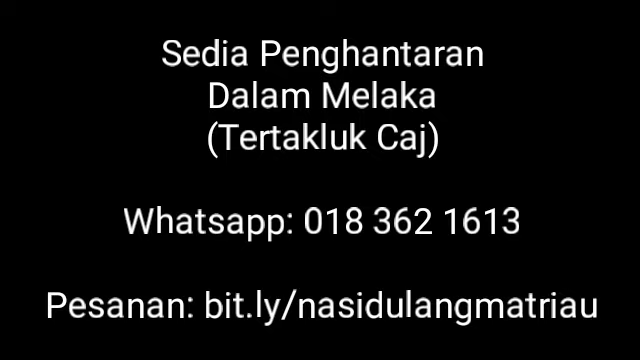 Sedia Penghantaran
Dalam Melaka
(Tertakluk Caj)
Whatsapp: 018 362 1613
Pesanan: bit.ly/nasidulangmatriau